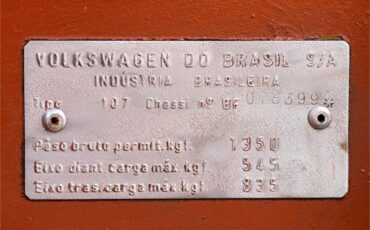 VOLKSWAGEN DO BRASIL S/A
INDÚSTRIA BRASILEIRA
tipo 107 Chassi nº BF 078399
Pêso bruto permit. kgf. 1350
Eixo diant carga máx. kgf. 545
Eixo tras. carga máx. kgf. 835